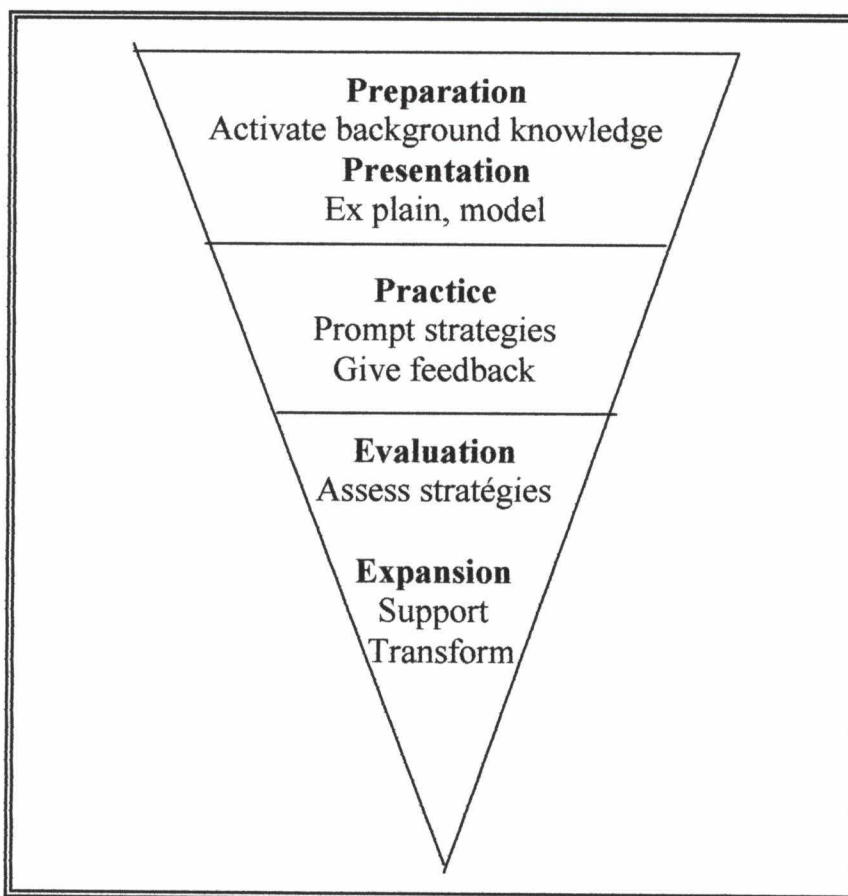 Preparation
Activate background knowledge
Presentation
Ex plain, model
Practice
Prompt strategies
Give feedback
Evaluation
Assess stratégies
Expansion
Support
Transform